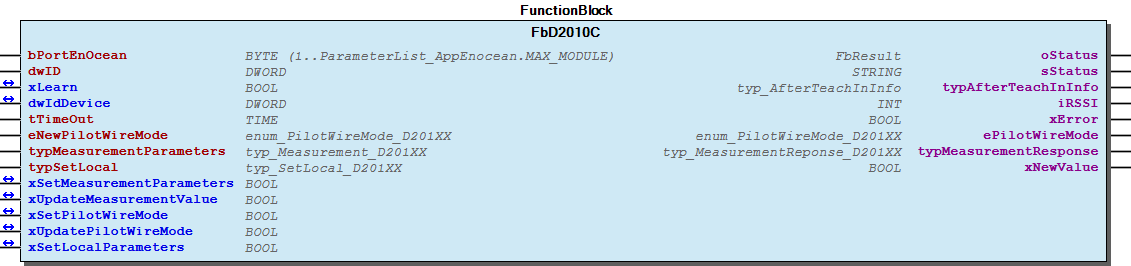 FunctionBlock
FbD2010C
bPortEnOcean BYTE (1..ParameterList_AppEnocean.MAX_MODULE) FbResult oStatus
dwID DWORD STRING sStatus
xLearn BOOL typ_AfterTeachInInfo typAfterTeachInInfo
dwIdDevice DWORD INT iRSSI
tTimeOut TIME BOOL xError
eNewPilotWireMode enum_PilotWireMode_D201XX enum_PilotWireMode_D201XX ePilotWireMode
typMeasurementParameters typ_Measurement_D201XX typ_MeasurementReponse_D201XX typMeasurementResponse
typSetLocal typ_SetLocal_D201XX BOOL xNewValue
xSetMeasurementParameters BOOL
xUpdateMeasurementValue BOOL
xSetPilotWireMode BOOL
xUpdatePilotWireMode BOOL
xSetLocalParameters BOOL